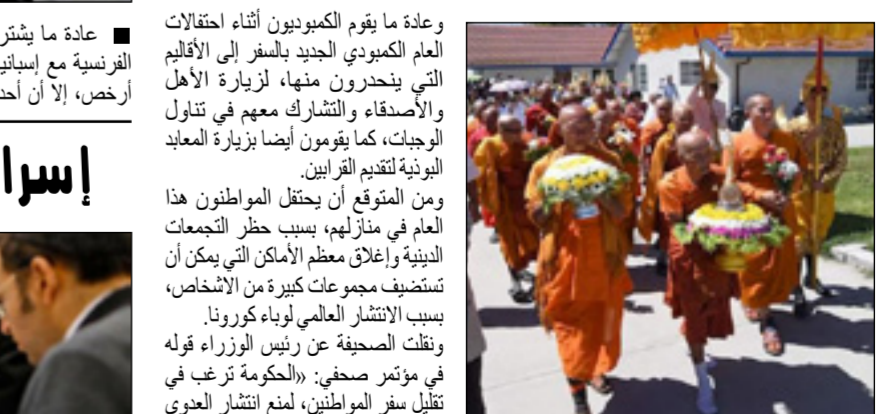 وعادة ما يقوم الكمبوديون أثناء احتفالات
العام الكمبودي الجديد بالسفر إلى الأقاليم
التي ينحدرون منها، لزيارة الأهل
والأصدقاء والتشارك معهم في تناول
الوجبات، كما يقومون أيضا بزيارة المعابد
البوذية لتقديم القرابين.
ومن المتوقع أن يحتفل المواطنون هذا
العام في منازلهم، بسبب حظر التجمعات
الدينية وإغلاق معظم الأماكن التي يمكن أن
تستضيف مجموعات كبيرة من الاشخاص،
بسبب الانتشار العالمي لوباء كورونا.
ونقلت الصحيفة عن رئيس الوزراء قوله
في مؤتمر صحفي: «الحكومة ترغب في
تقليل سفر المواطنين، لمنع انتشار العدوى
■ عادة ما يشتر
الفرنسية مع إسباني
أرخص، إلا أن أحد
إسرا